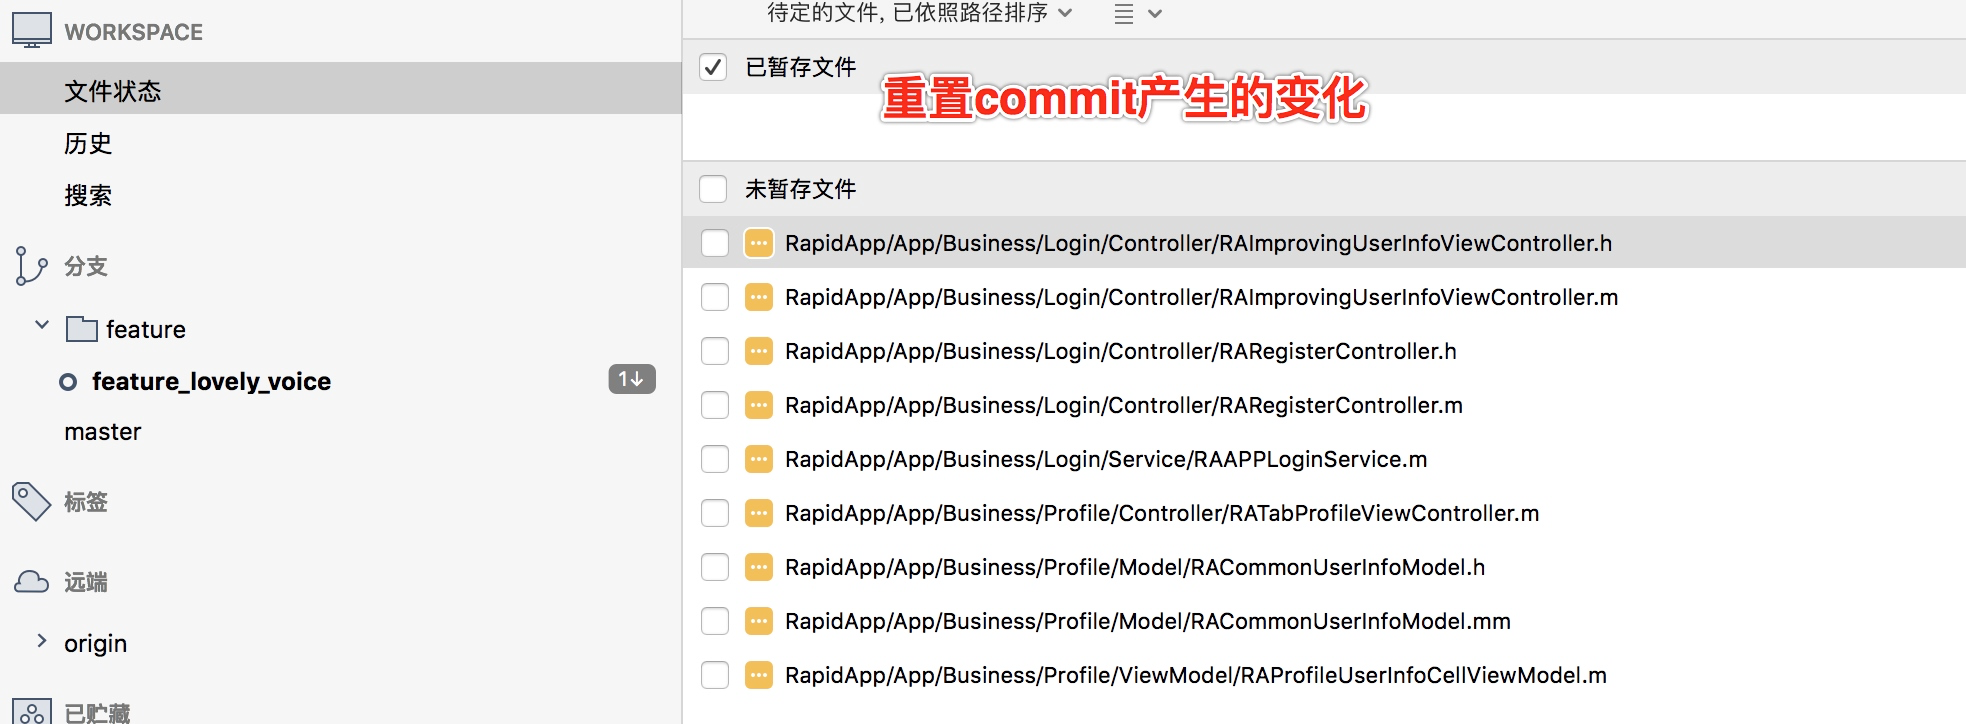 WORKSPACE
文件状态
历史
搜索
分支
feature
feature_lovely_voice
1↓
master
标签
远端
origin
已贮藏
待定的文件, 已依照路径排序
已暂存文件
重置commit产生的变化
未暂存文件
RapidApp/App/Business/Login/Controller/RAImprovingUserInfoViewController.h
RapidApp/App/Business/Login/Controller/RAImprovingUserInfoViewController.m
RapidApp/App/Business/Login/Controller/RARegisterController.h
RapidApp/App/Business/Login/Controller/RARegisterController.m
RapidApp/App/Business/Login/Service/RAAPPLoginService.m
RapidApp/App/Business/Profile/Controller/RATabProfileViewController.m
RapidApp/App/Business/Profile/Model/RACommonUserInfoModel.h
RapidApp/App/Business/Profile/Model/RACommonUserInfoModel.mm
RapidApp/App/Business/Profile/ViewModel/RAProfileUserInfoCellViewModel.m